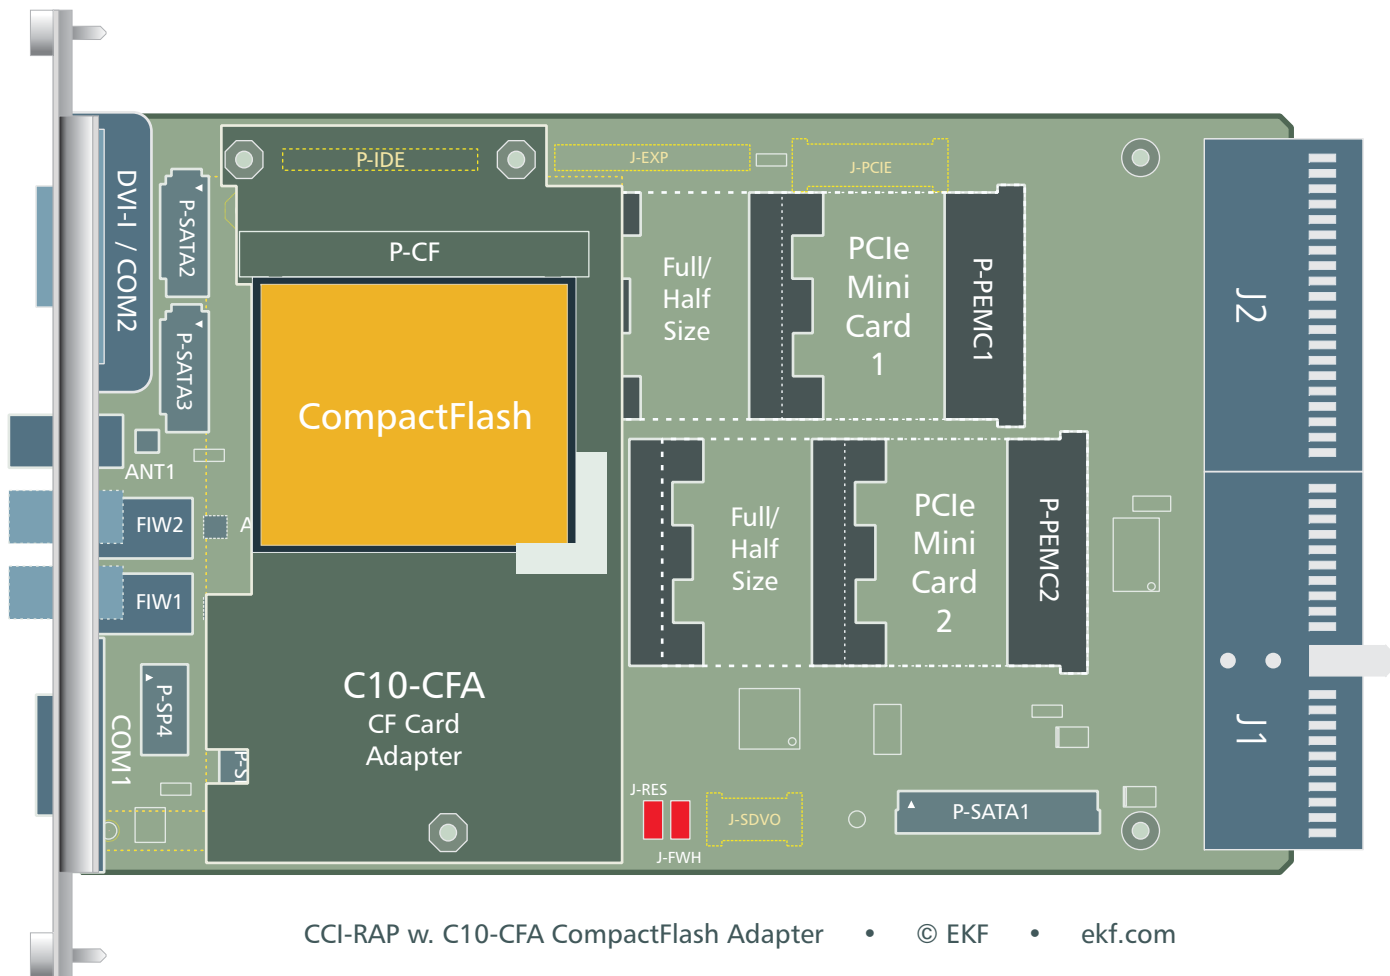 P-IDE
J-EXP
J-PCIE
DVI-I / COM2
P-SATA2
P-CF
Full/
Half
Size
PCIe
Mini
Card
1
P-PEMC1
J2
P-SATA3
CompactFlash
ANT1
FIW2
A
Full/
Half
Size
PCIe
Mini
Card
2
P-PEMC2
FIW1
C10-CFA
CF Card
Adapter
P-SP4
COM1
J1
J-RES
J-SDVO
J-FWH
P-SATA1
CCI-RAP w. C10-CFA CompactFlash Adapter • © EKF • ekf.com